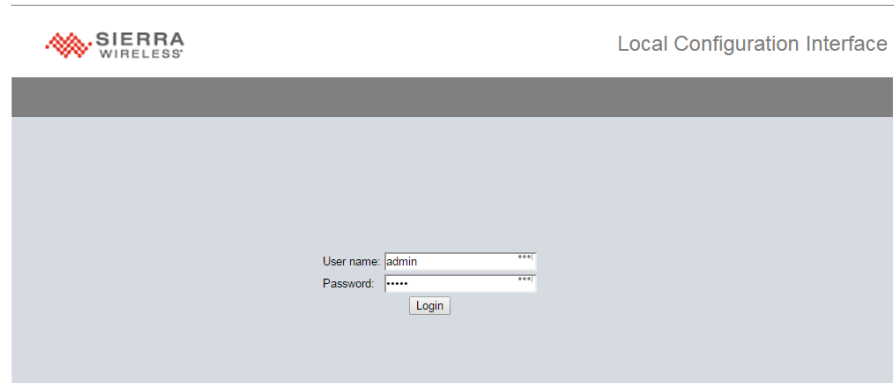 SIERRA
WIRELESS®
Local Configuration Interface
User name: admin
Password: •••••
Login